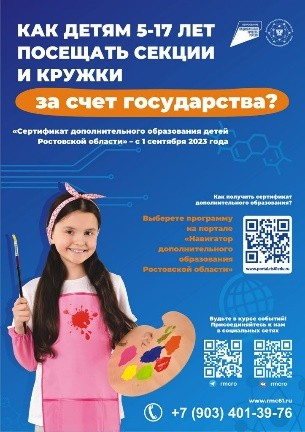 КАК ДЕТЯМ 5-17 ЛЕТ
ПОСЕЩАТЬ СЕКЦИИ
И КРУЖКИ
за счет государства?
«Сертификат дополнительного образования детей
Ростовской области» – с 1 сентября 2023 года
Как получить сертификат
дополнительного образования?
Выберете программу
на портале
«Навигатор
дополнительного
образования
Ростовской области»
Будьте в курсе событий!
Присоединяйтесь к нам
в социальных сетях
rmcro
rmcro
www.rmc61.ru
+7 (903) 401-39-76